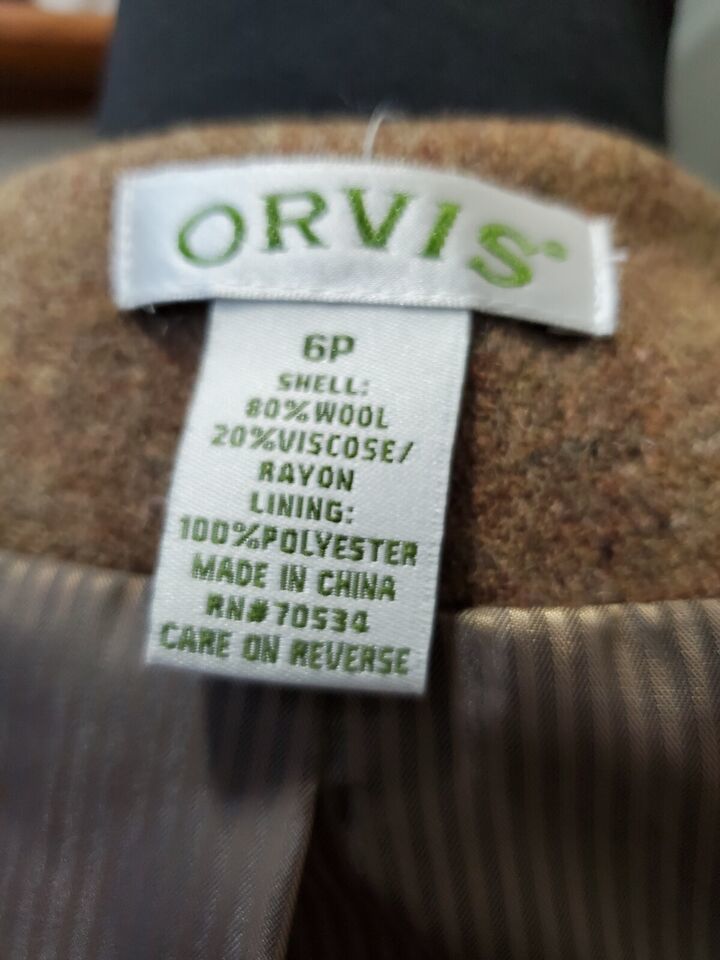 ORVIS®
6P
SHELL:
80%WOOL
20%VISCOSE/
RAYON
LINING:
100%POLYESTER
MADE IN CHINA
RN#70534
CARE ON REVERSE